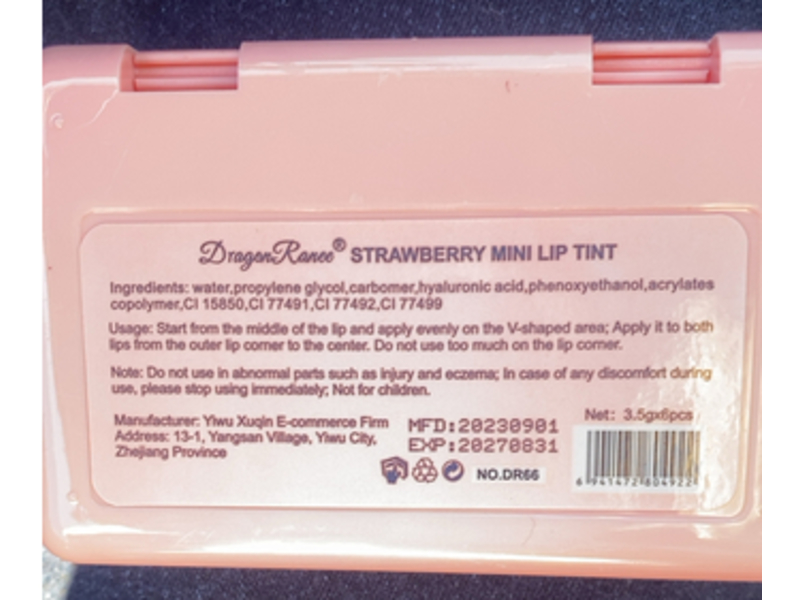 DragonRanee® STRAWBERRY MINI LIP TINT
Ingredients: water,propylene glycol,carbomer,hyaluronic acid,phenoxyethanol,acrylates
copolymer,CI 15850,CI 77491,CI 77492,CI 77499
Usage: Start from the middle of the lip and apply evenly on the V-shaped area; Apply it to both
lips from the outer lip corner to the center. Do not use too much on the lip corner.
Note: Do not use in abnormal parts such as injury and eczema; In case of any discomfort during
use, please stop using immediately; Not for children.
Manufacturer: Yiwu Xuqin E-commerce Firm
Address: 13-1, Yangsan Village, Yiwu City,
Zhejiang Province
MFD:20230901
EXP:20270831
NO.DR66
Net: 3.5gx6pcs
6 941472 804922